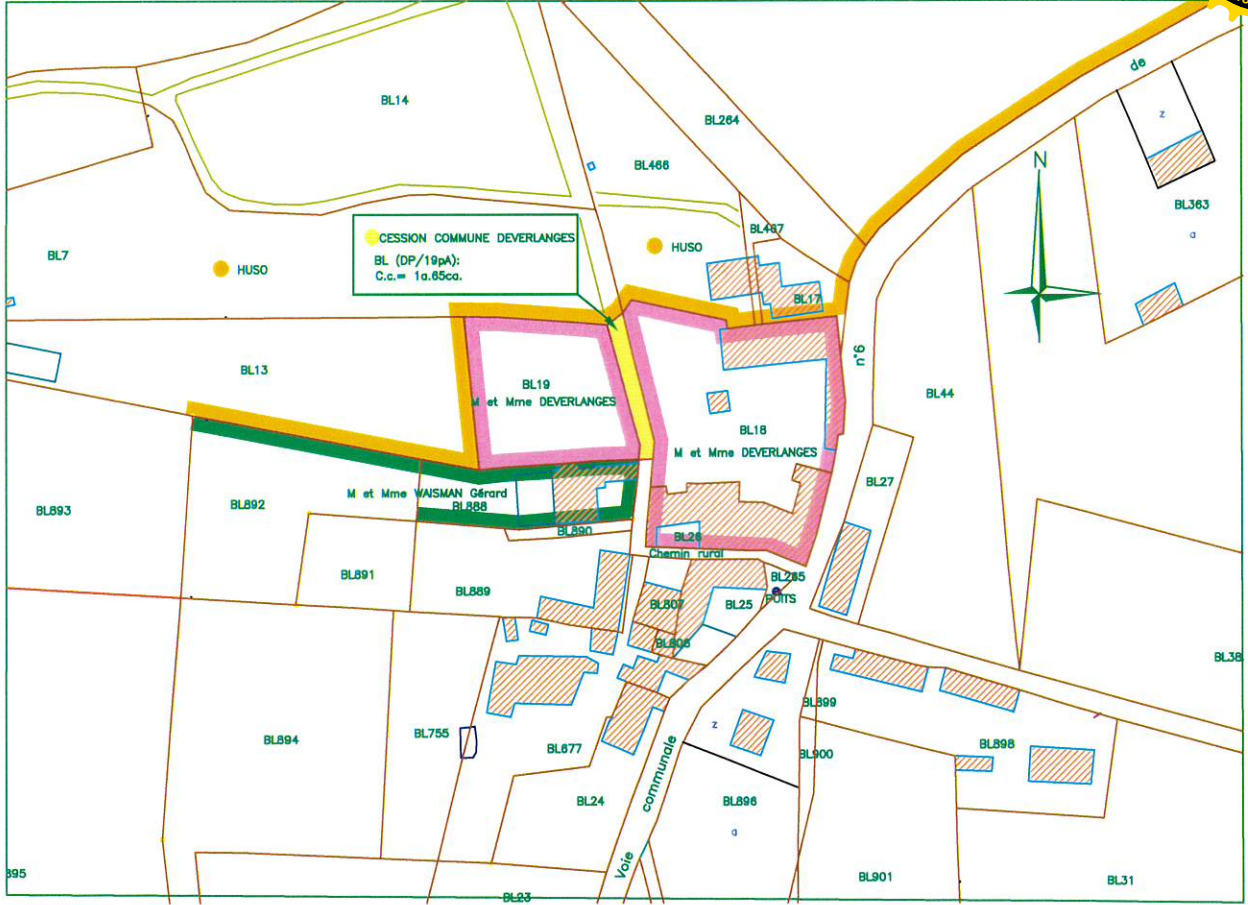 de
BL14
BL264
z
BL466
N
BL363
a
BL467
CESSION COMMUNE DEVERLANGES
BL (DP/19pA):
C.c.= 1a.65ca.
HUSO
BL7
HUSO
BL17
n°6
BL13
BL19
M et Mme DEVERLANGES
BL44
BL18
M et Mme DEVERLANGES
BL27
M et Mme WAISMAN Gérard
BL888
BL893
BL892
BL890
BL26
Chemin rural
BL891
BL889
BL265
PUITS
BL807
BL25
BL806
BL38
BL899
BL755
BL894
BL677
z
BL900
BL898
communale
BL24
BL896
a
Voie
895
BL901
BL31
BL23